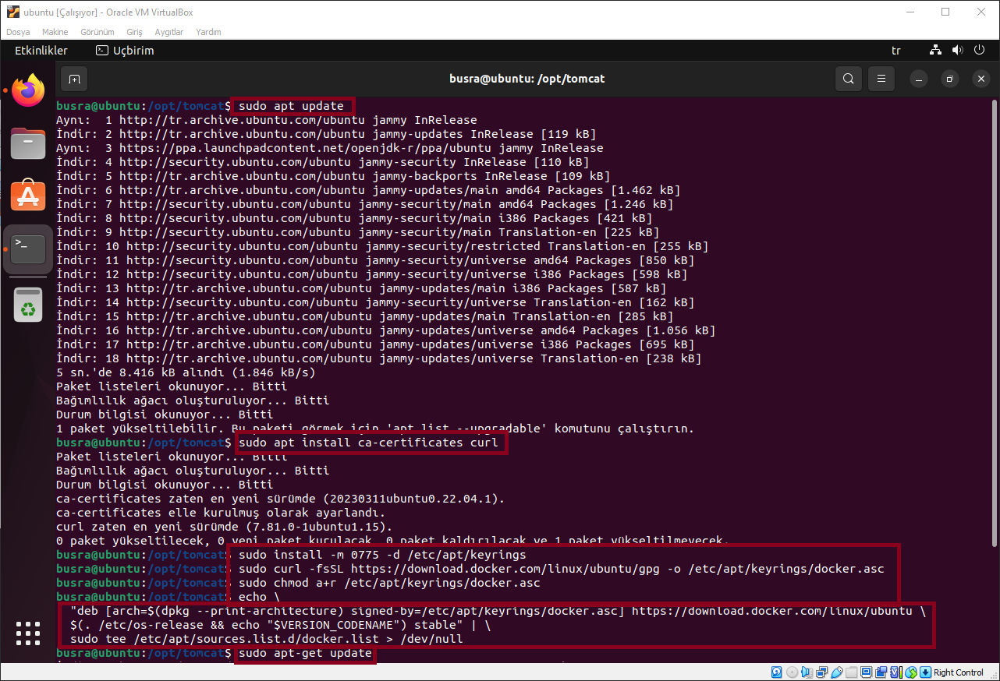 ubuntu [Çalışıyor] - Oracle VM VirtualBox
Dosya Makine Görünüm Giriş Aygıtlar Yardım
Etkinlikler Uçbirim tr
busra@ubuntu: /opt/tomcat
busra@ubuntu:/opt/tomcat$ sudo apt update
Aynı: 1 http://tr.archive.ubuntu.com/ubuntu jammy InRelease
İndir: 2 http://tr.archive.ubuntu.com/ubuntu jammy-updates InRelease [119 kB]
Aynı: 3 https://ppa.launchpadcontent.net/openjdk-r/ppa/ubuntu jammy InRelease
İndir: 4 http://security.ubuntu.com/ubuntu jammy-security InRelease [110 kB]
İndir: 5 http://tr.archive.ubuntu.com/ubuntu jammy-backports InRelease [109 kB]
İndir: 6 http://tr.archive.ubuntu.com/ubuntu jammy-updates/main amd64 Packages [1.462 kB]
İndir: 7 http://security.ubuntu.com/ubuntu jammy-security/main amd64 Packages [1.246 kB]
İndir: 8 http://security.ubuntu.com/ubuntu jammy-security/main i386 Packages [421 kB]
İndir: 9 http://security.ubuntu.com/ubuntu jammy-security/main Translation-en [225 kB]
İndir: 10 http://security.ubuntu.com/ubuntu jammy-security/restricted Translation-en [255 kB]
İndir: 11 http://security.ubuntu.com/ubuntu jammy-security/universe amd64 Packages [850 kB]
İndir: 12 http://security.ubuntu.com/ubuntu jammy-security/universe i386 Packages [598 kB]
İndir: 13 http://tr.archive.ubuntu.com/ubuntu jammy-updates/main i386 Packages [587 kB]
İndir: 14 http://security.ubuntu.com/ubuntu jammy-security/universe Translation-en [162 kB]
İndir: 15 http://tr.archive.ubuntu.com/ubuntu jammy-updates/main Translation-en [285 kB]
İndir: 16 http://tr.archive.ubuntu.com/ubuntu jammy-updates/universe amd64 Packages [1.056 kB]
İndir: 17 http://tr.archive.ubuntu.com/ubuntu jammy-updates/universe i386 Packages [695 kB]
İndir: 18 http://tr.archive.ubuntu.com/ubuntu jammy-updates/universe Translation-en [238 kB]
5 sn.'de 8.416 kB alındı (1.846 kB/s)
Paket listeleri okunuyor... Bitti
Bağımlılık ağacı oluşturuluyor... Bitti
Durum bilgisi okunuyor... Bitti
1 paket yükseltilebilir. Bu paketi görmek için 'apt list --upgradable' komutunu çalıştırın.
busra@ubuntu:/opt/tomcat$ sudo apt install ca-certificates curl
Paket listeleri okunuyor... Bitti
Bağımlılık ağacı oluşturuluyor... Bitti
Durum bilgisi okunuyor... Bitti
ca-certificates zaten en yeni sürümde (20230311ubuntu0.22.04.1).
ca-certificates elle kurulmuş olarak ayarlandı.
curl zaten en yeni sürümde (7.81.0-1ubuntu1.15).
0 paket yükseltilecek, 0 yeni paket kurulacak, 0 paket kaldırılacak ve 1 paket yükseltilmeyecek.
busra@ubuntu:/opt/tomcat$ sudo install -m 0775 -d /etc/apt/keyrings
busra@ubuntu:/opt/tomcat$ sudo curl -fsSL https://download.docker.com/linux/ubuntu/gpg -o /etc/apt/keyrings/docker.asc
busra@ubuntu:/opt/tomcat$ sudo chmod a+r /etc/apt/keyrings/docker.asc
busra@ubuntu:/opt/tomcat$ echo \
"deb [arch=$(dpkg --print-architecture) signed-by=/etc/apt/keyrings/docker.asc] https://download.docker.com/linux/ubuntu \
$(. /etc/os-release && echo "$VERSION_CODENAME") stable" | \
sudo tee /etc/apt/sources.list.d/docker.list > /dev/null
busra@ubuntu:/opt/tomcat$ sudo apt-get update
Right Control